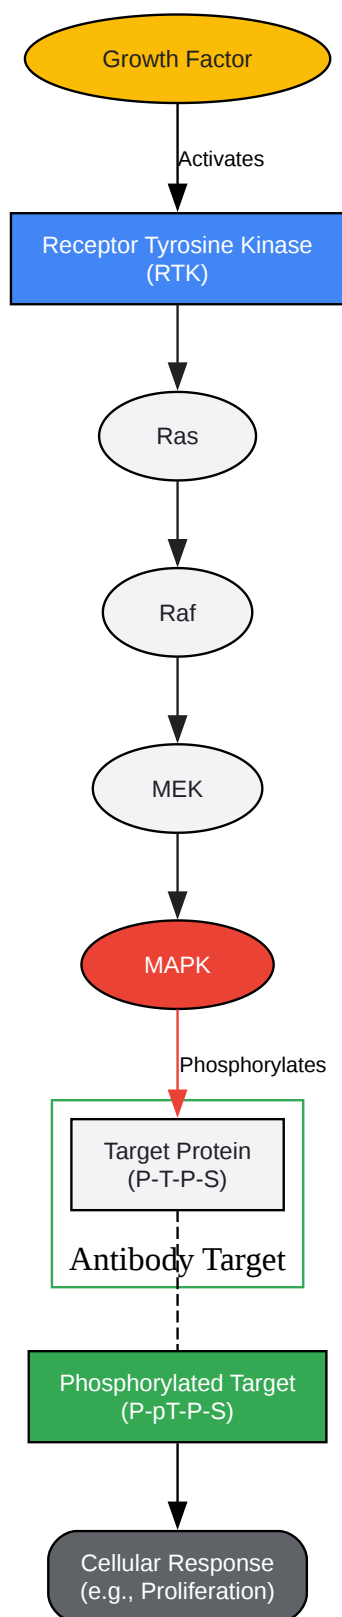 Growth Factor
Activates
Receptor Tyrosine Kinase
(RTK)
Ras
Raf
MEK
MAPK
Phosphorylates
Target Protein
(P-T-P-S)
Antibody Target
Phosphorylated Target
(P-pT-P-S)
Cellular Response
(e.g., Proliferation)